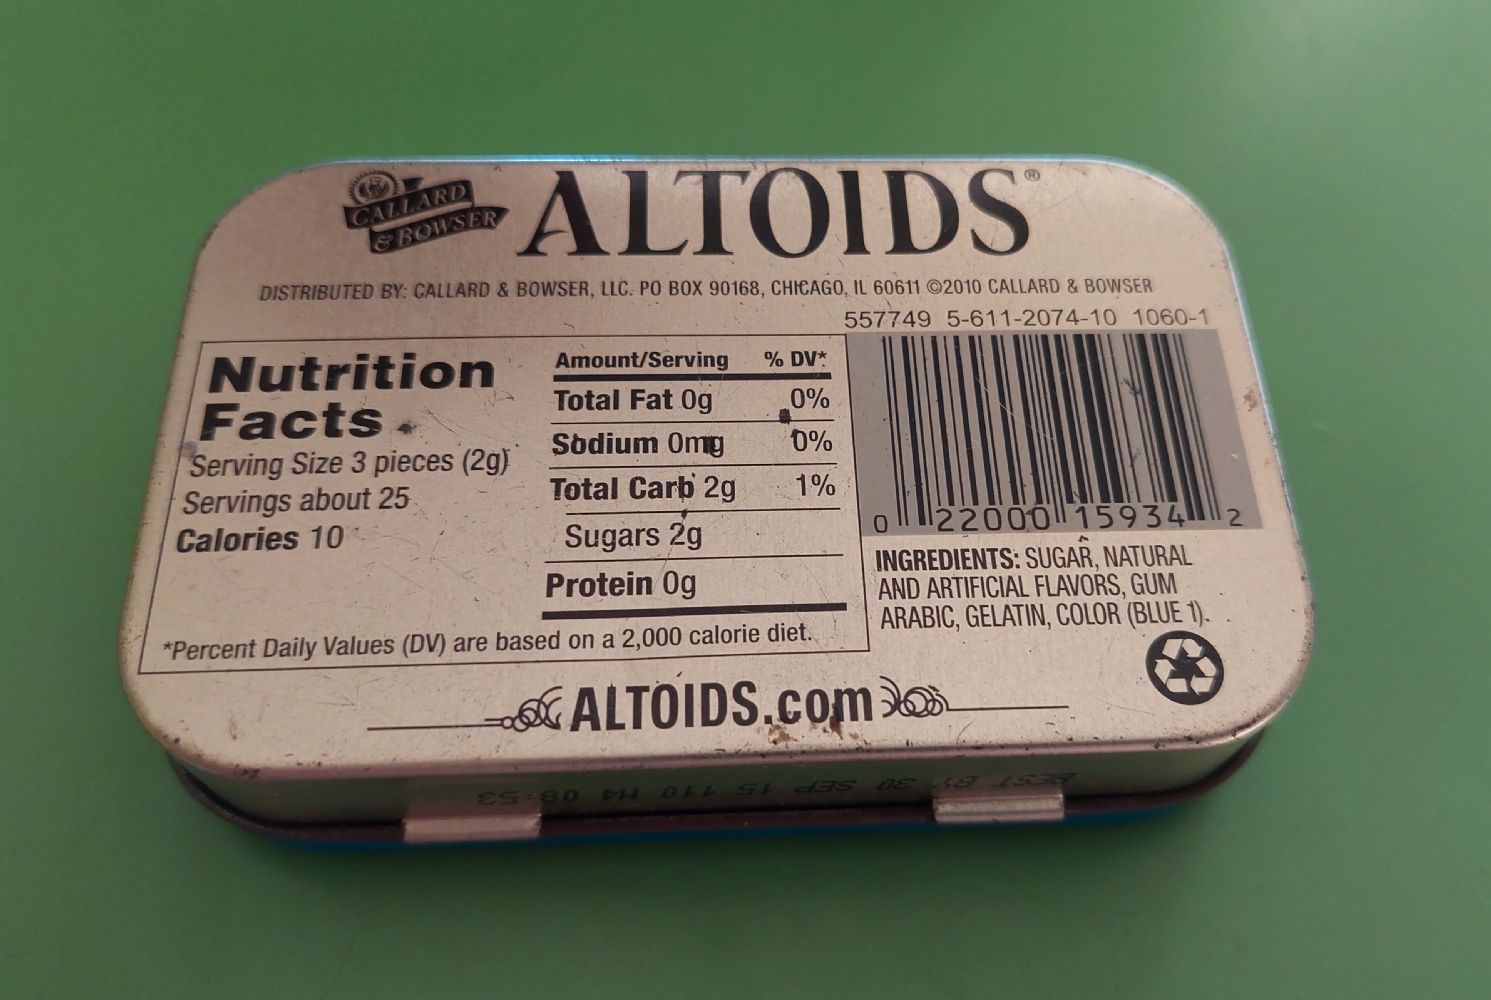 CALLARD
& BOWSER
ALTOIDS®
DISTRIBUTED BY: CALLARD & BOWSER, LLC. PO BOX 90168, CHICAGO, IL 60611 ©2010 CALLARD & BOWSER
557749 5-611-2074-10 1060-1
Nutrition
Facts
Serving Size 3 pieces (2g)
Servings about 25
Calories 10
Amount/Serving % DV*
Total Fat 0g 0%
Sodium 0mg 0%
Total Carb 2g 1%
Sugars 2g
Protein 0g
*Percent Daily Values (DV) are based on a 2,000 calorie diet.
0 22000 15934 2
INGREDIENTS: SUGAR, NATURAL
AND ARTIFICIAL FLAVORS, GUM
ARABIC, GELATIN, COLOR (BLUE 1).
ALTOIDS.com
BEST BY 30 SEP 15 110 M4 09:53